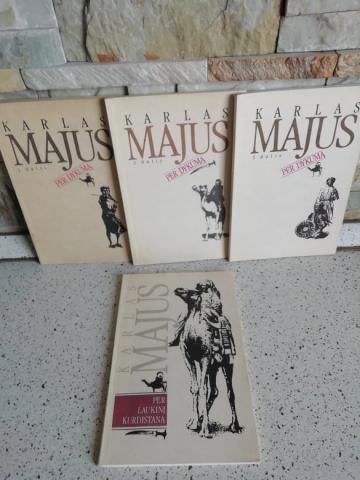 KARLAS
MAJUS
dalis
PER DYKUMĄ
KARLAS
MAJUS
2 dalis
PER DYKUMĄ
KARLAS
MAJUS
3 dalis
PER DYKUMĄ
KARLAS
MAJUS
PER
LAUKINĮ
KURDISTANĄ